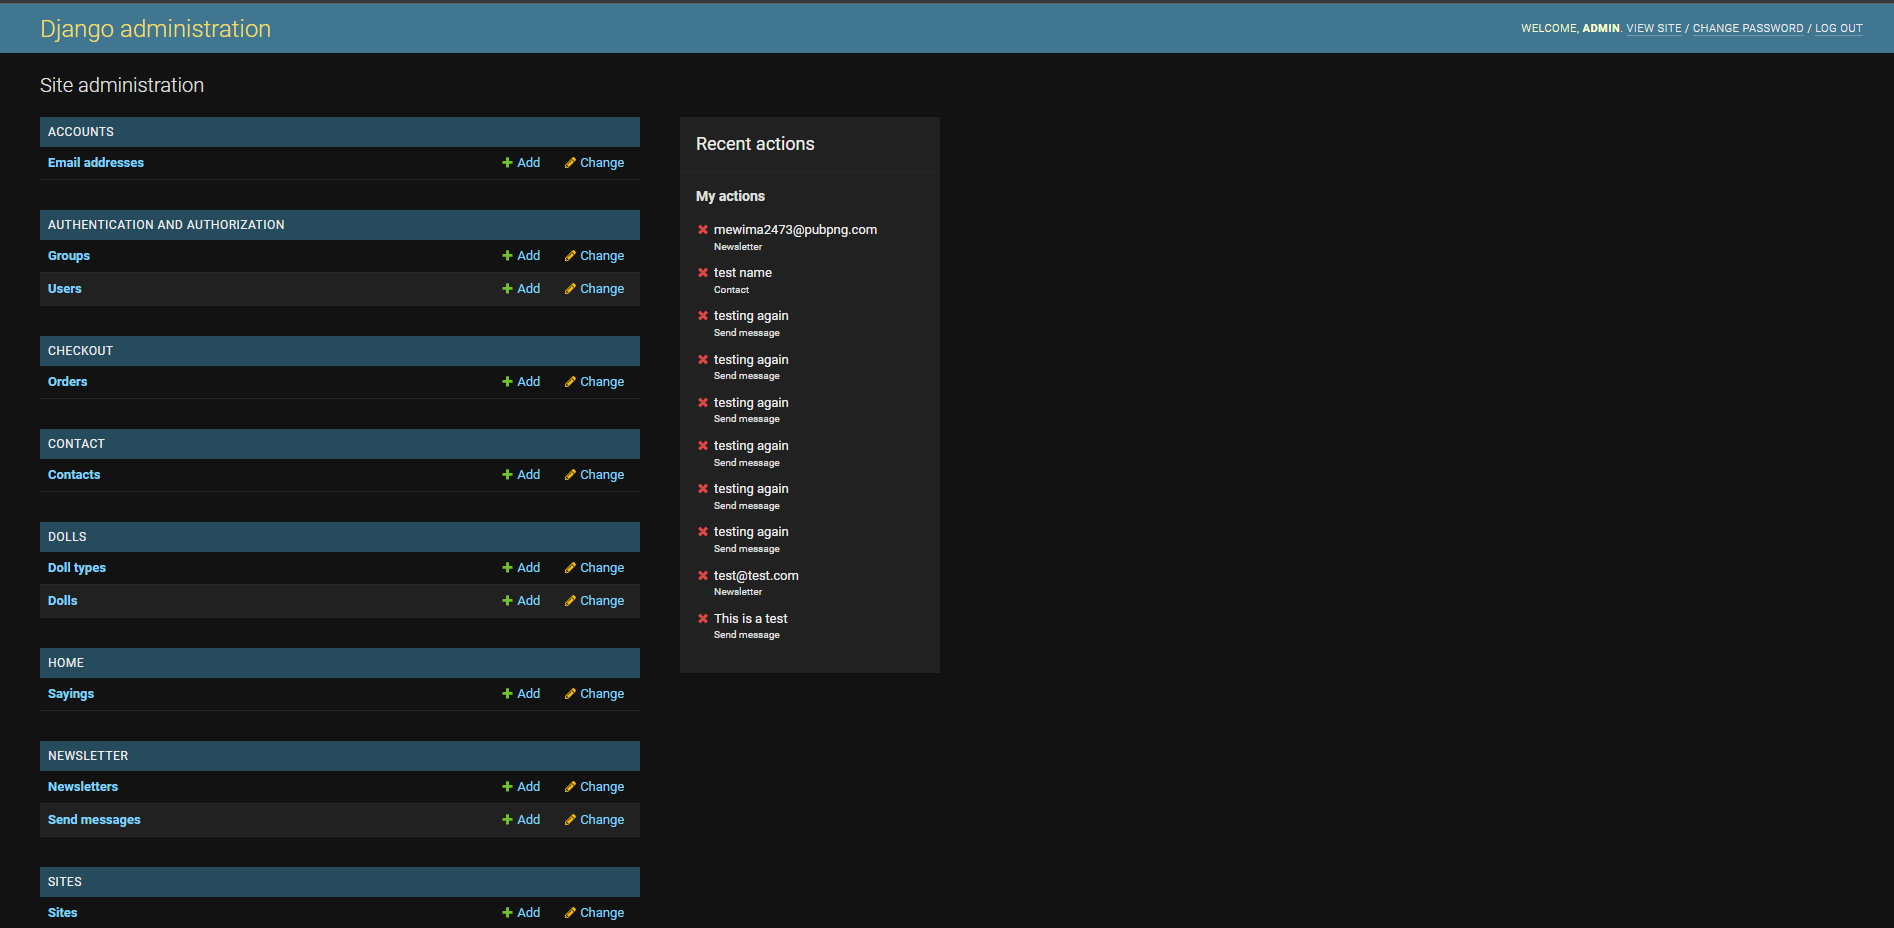 Django administration
WELCOME, ADMIN. VIEW SITE / CHANGE PASSWORD / LOG OUT
Site administration
ACCOUNTS
Email addresses Add Change
AUTHENTICATION AND AUTHORIZATION
Groups Add Change
Users Add Change
CHECKOUT
Orders Add Change
CONTACT
Contacts Add Change
DOLLS
Doll types Add Change
Dolls Add Change
HOME
Sayings Add Change
NEWSLETTER
Newsletters Add Change
Send messages Add Change
SITES
Sites Add Change
Recent actions
My actions
mewima2473@pubpng.com
Newsletter
test name
Contact
testing again
Send message
testing again
Send message
testing again
Send message
testing again
Send message
testing again
Send message
testing again
Send message
test@test.com
Newsletter
This is a test
Send message